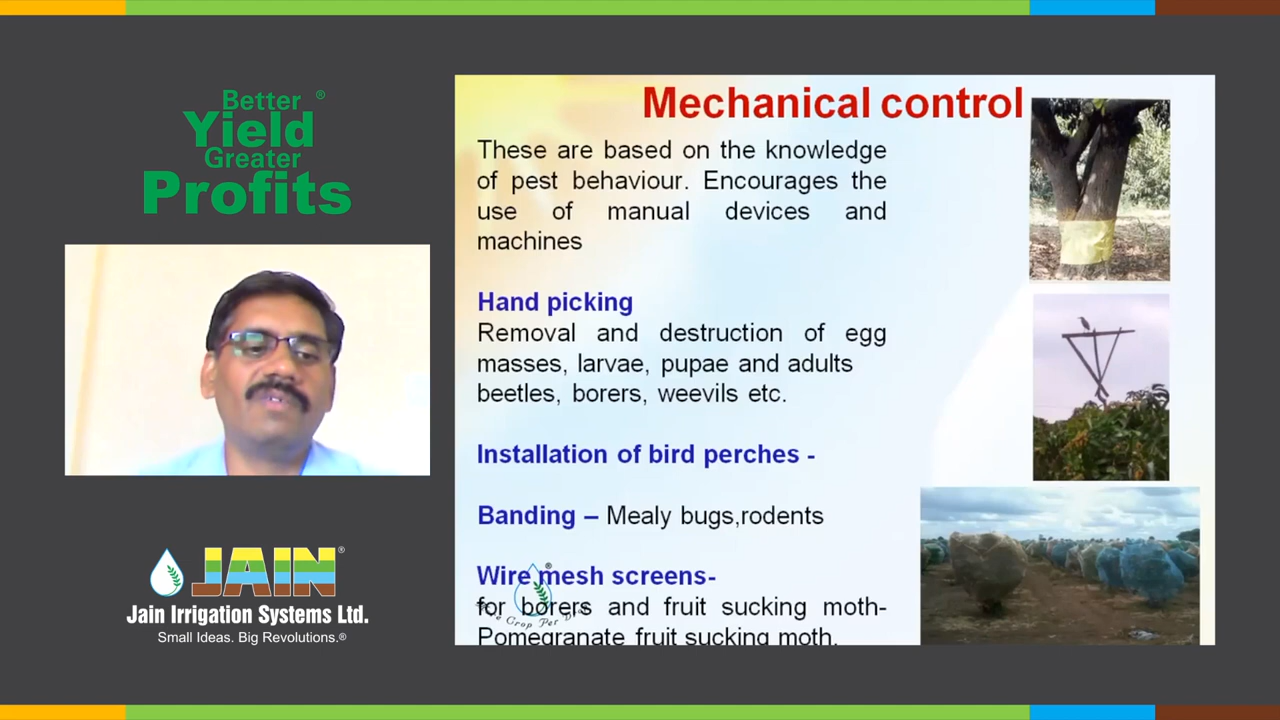 Better ®
Yield
Greater
Profits
JAIN®
Jain Irrigation Systems Ltd.
Small Ideas. Big Revolutions.®
Mechanical control
These are based on the knowledge
of pest behaviour. Encourages the
use of manual devices and
machines
Hand picking
Removal and destruction of egg
masses, larvae, pupae and adults
beetles, borers, weevils etc.
Installation of bird perches -
Banding – Mealy bugs,rodents
Wire mesh screens-
for borers and fruit sucking moth-
Pomegranate fruit sucking moth.
®
Crop Per